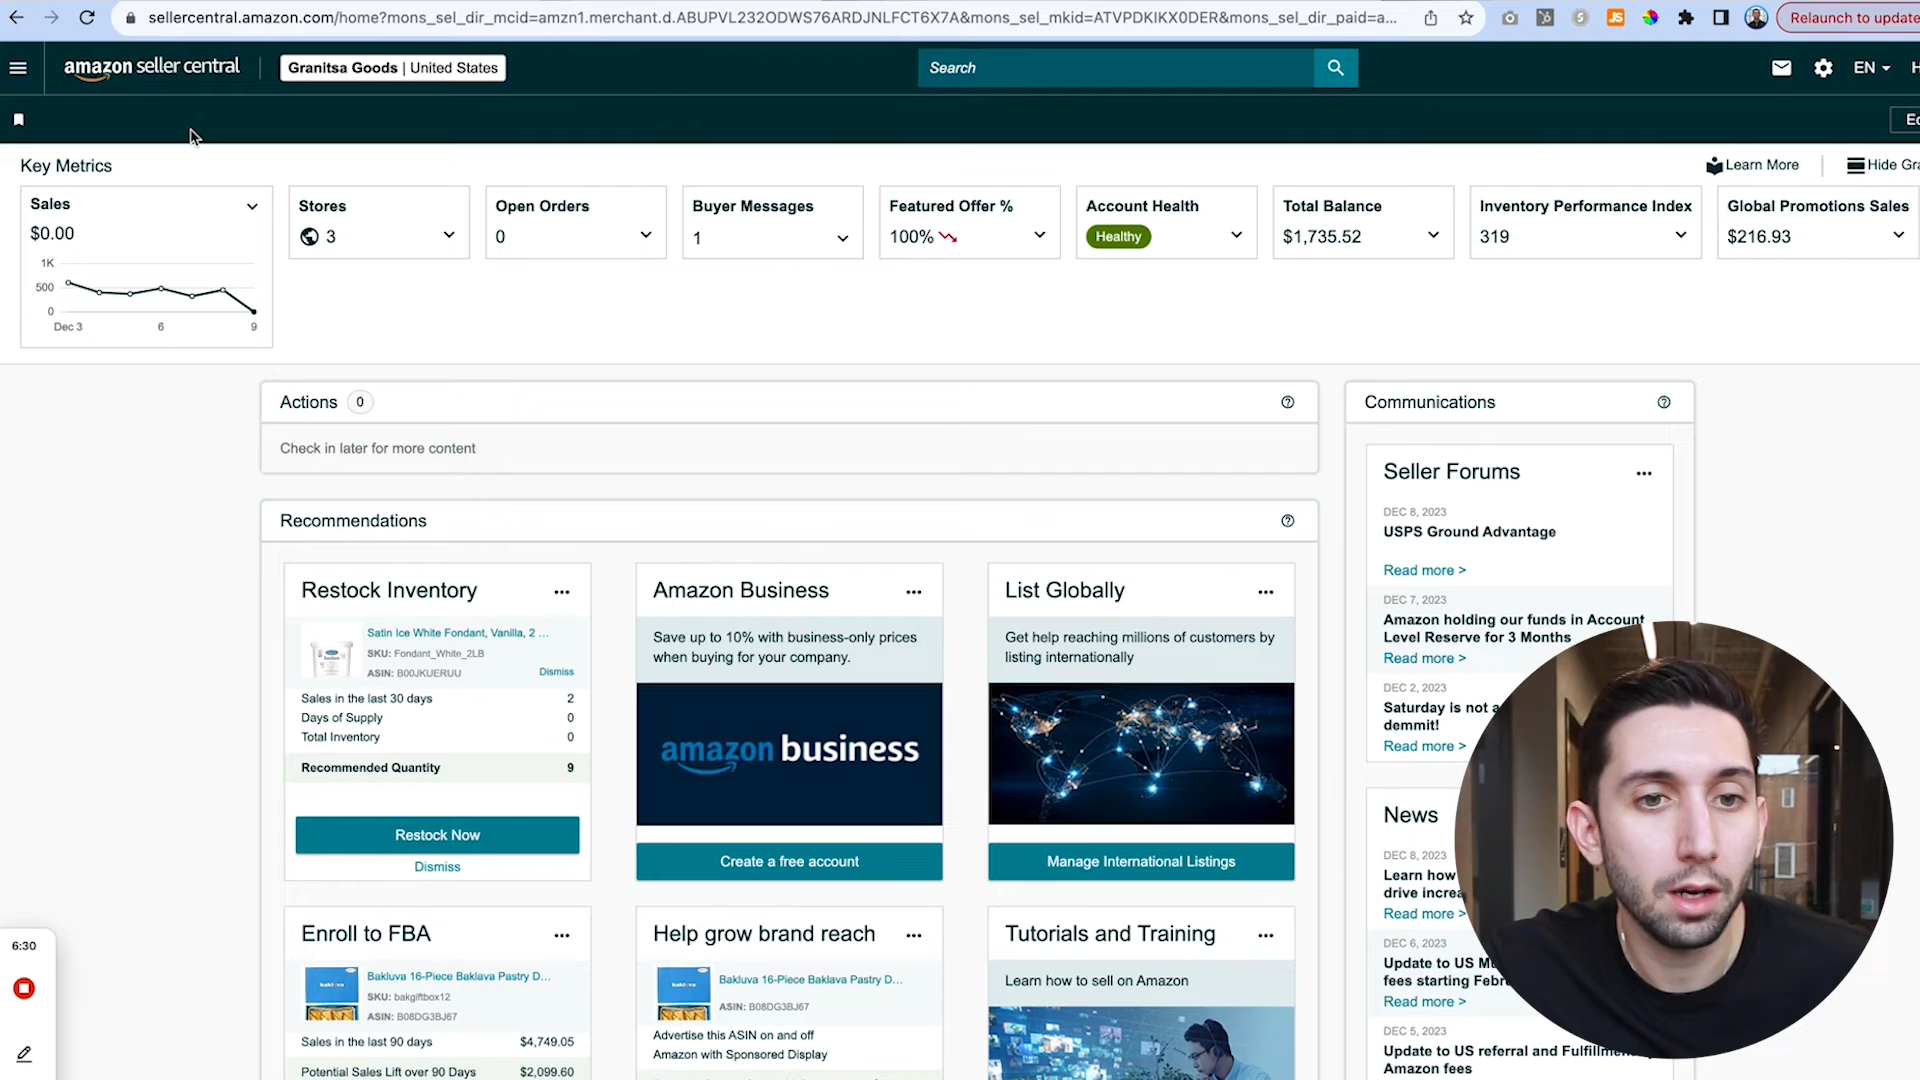 sellercentral.amazon.com/home?mons_sel_dir_mcid=amzn1.merchant.d.ABUPVL232ODWS76ARDJNLFCT6X7A&mons_sel_mkid=ATVPDKIKX0DER&mons_sel_dir_paid=a...
Relaunch to update
amazon seller central
Granitsa Goods | United States
Search
EN
Key Metrics
Learn More
Hide Gra
Sales
$0.00
1K
500
0
Dec 3
6
9
Stores
3
Open Orders
0
Buyer Messages
1
Featured Offer %
100%
Account Health
Healthy
Total Balance
$1,735.52
Inventory Performance Index
319
Global Promotions Sales
$216.93
Actions 0
Check in later for more content
Recommendations
Restock Inventory
Satin Ice White Fondant, Vanilla, 2 ...
SKU: Fondant_White_2LB
ASIN: B00JKUERUU
Dismiss
Sales in the last 30 days 2
Days of Supply 0
Total Inventory 0
Recommended Quantity 9
Restock Now
Dismiss
Amazon Business
Save up to 10% with business-only prices
when buying for your company.
amazon business
Create a free account
List Globally
Get help reaching millions of customers by
listing internationally
Manage International Listings
Enroll to FBA
Bakluva 16-Piece Baklava Pastry D...
SKU: bakgiftbox12
ASIN: B08DG3BJ67
Sales in the last 90 days $4,749.05
Potential Sales Lift over 90 Days $2,099.60
Help grow brand reach
Bakluva 16-Piece Baklava Pastry D...
ASIN: B08DG3BJ67
Advertise this ASIN on and off
Amazon with Sponsored Display
Tutorials and Training
Learn how to sell on Amazon
Communications
Seller Forums
DEC 8, 2023
USPS Ground Advantage
Read more >
DEC 7, 2023
Amazon holding our funds in Account
Level Reserve for 3 Months
Read more >
DEC 2, 2023
Saturday is not a
demmit!
Read more >
News
DEC 8, 2023
Learn how
drive increa
Read more >
DEC 6, 2023
Update to US Mu
fees starting Febr
Read more >
DEC 5, 2023
Update to US referral and Fulfillm
Amazon fees
6:30